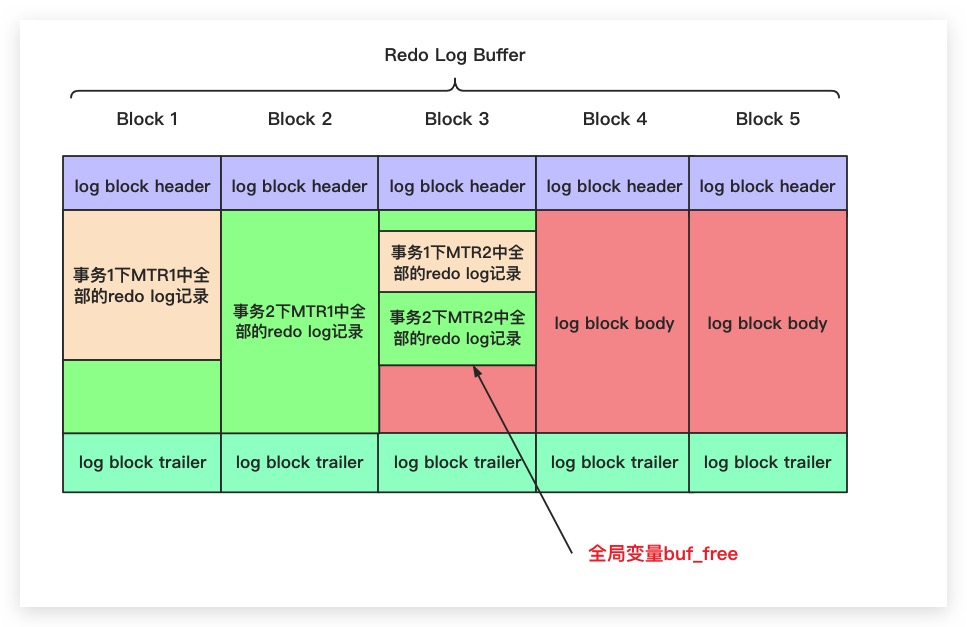 Redo Log Buffer
Block 1
Block 2
Block 3
Block 4
Block 5
log block header
log block header
log block header
log block header
log block header
事务1下MTR1中全
部的redo log记录
事务2下MTR1中全
部的redo log记录
事务1下MTR2中全
部的redo log记录
事务2下MTR2中全
部的redo log记录
log block body
log block body
log block trailer
log block trailer
log block trailer
log block trailer
log block trailer
全局变量buf_free